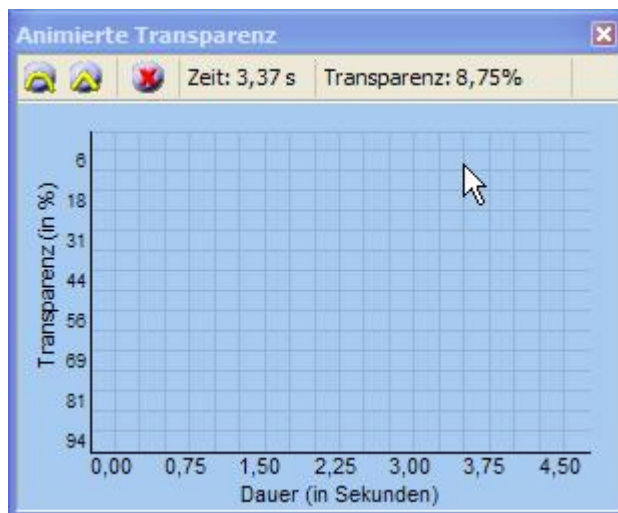 Animierte Transparenz
Zeit: 3,37 s Transparenz: 8,75%
Transparenz (in %)
6
18
31
44
56
69
81
94
0,00 0,75 1,50 2,25 3,00 3,75 4,50
Dauer (in Sekunden)